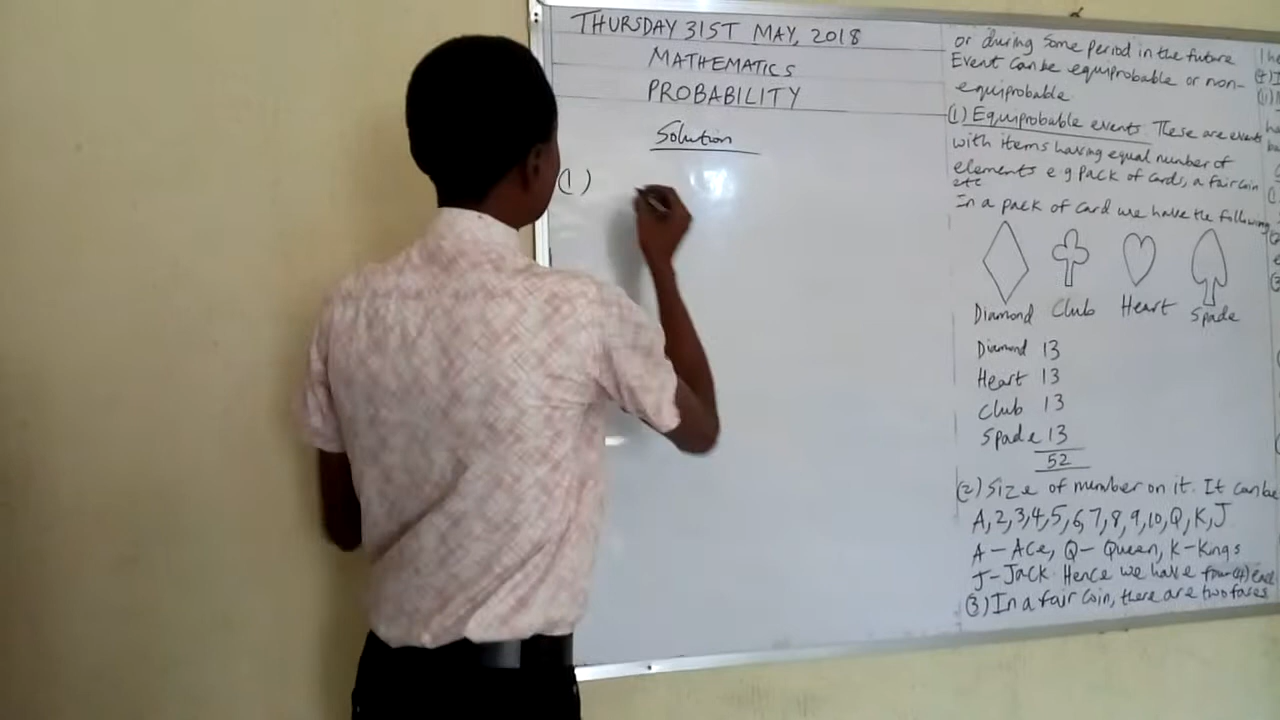 THURSDAY 31ST MAY, 2018
MATHEMATICS
PROBABILITY
Solution
(1)
or during some period in the future
Event can be equiprobable or non-
equiprobable
(1) Equiprobable events. These are events
with items having equal number of
elements e.g pack of cards, a fair coin
etc
In a pack of card we have the following
Diamond Club Heart Spade
Diamond 13
Heart 13
Club 13
Spade 13
52
(2) Size of number on it. It can be
A,2,3,4,5,6,7,8,9,10,Q,K,J
A - Ace, Q - Queen, K - Kings
J - Jack. Hence we have four(4) each
(3) In a fair coin, there are two faces